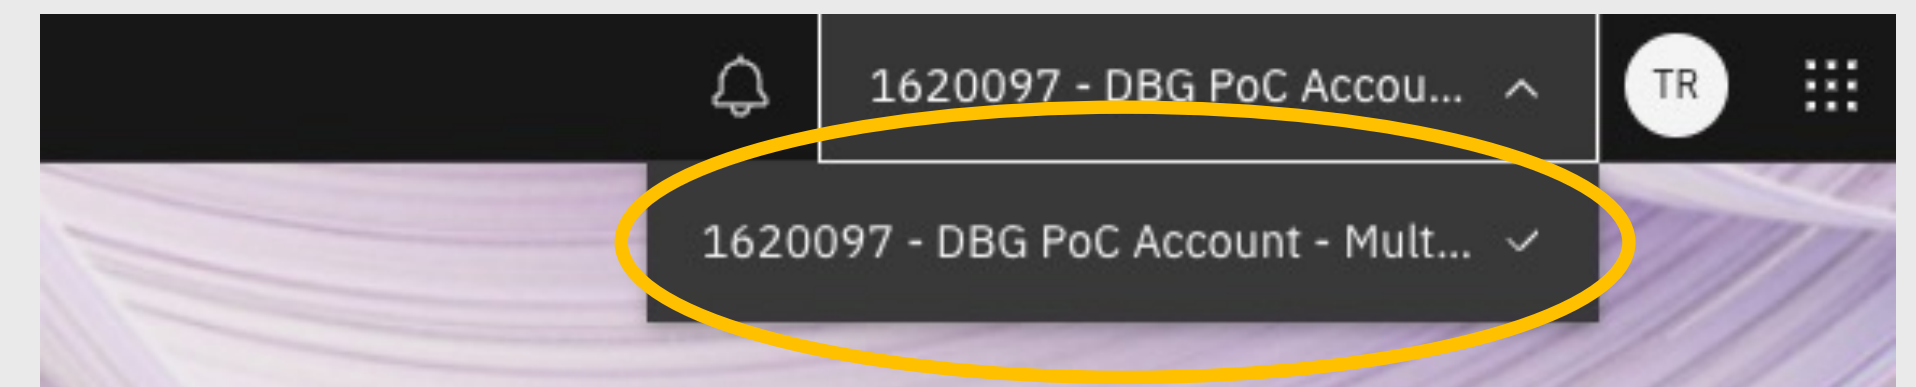 1620097 - DBG PoC Accou...
TR
1620097 - DBG PoC Account - Mult...